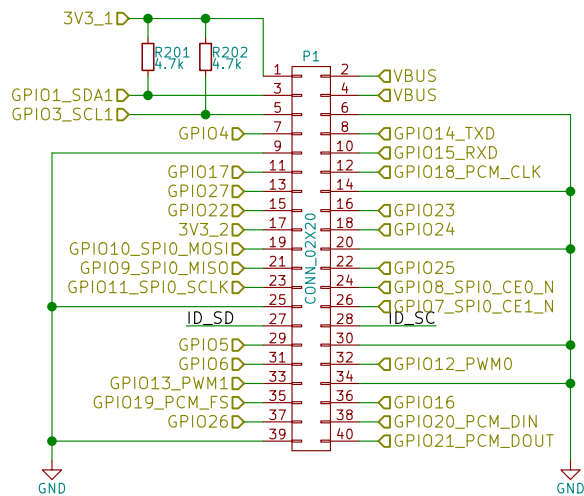 3V3_1
R201
4.7k
R202
4.7k
P1
1 2 VBUS
GPIO1_SDA1 3 4 VBUS
GPIO3_SCL1 5 6
GPIO4 7 8 GPIO14_TXD
9 10 GPIO15_RXD
GPIO17 11 12 GPIO18_PCM_CLK
GPIO27 13 14
GPIO22 15 16 GPIO23
3V3_2 17 18 GPIO24
GPIO10_SPI0_MOSI 19 20
GPIO9_SPI0_MISO 21 22 GPIO25
GPIO11_SPI0_SCLK 23 24 GPIO8_SPI0_CE0_N
25 26 GPIO7_SPI0_CE1_N
ID_SD 27 28 ID_SC
GPIO5 29 30
GPIO6 31 32 GPIO12_PWM0
GPIO13_PWM1 33 34
GPIO19_PCM_FS 35 36 GPIO16
GPIO26 37 38 GPIO20_PCM_DIN
39 40 GPIO21_PCM_DOUT
CONN_02X20
GND
GND